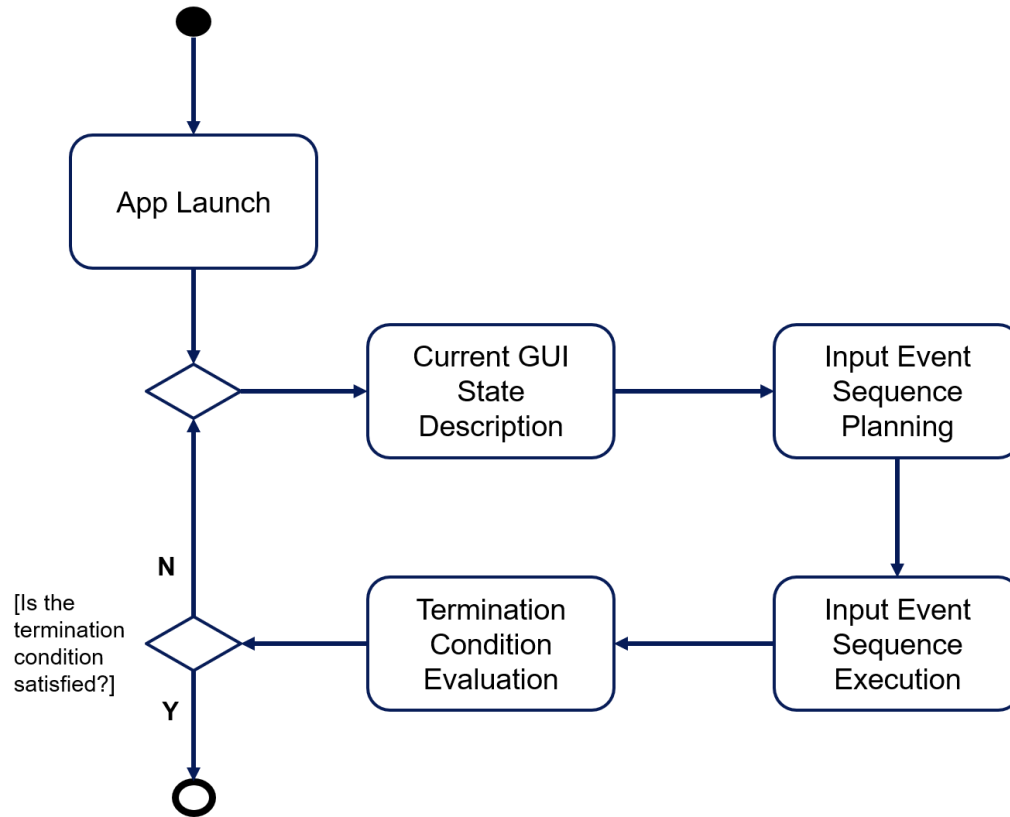 App Launch
Current GUI
State
Description
Input Event
Sequence
Planning
N
[Is the
termination
condition
satisfied?]
Y
Termination
Condition
Evaluation
Input Event
Sequence
Execution